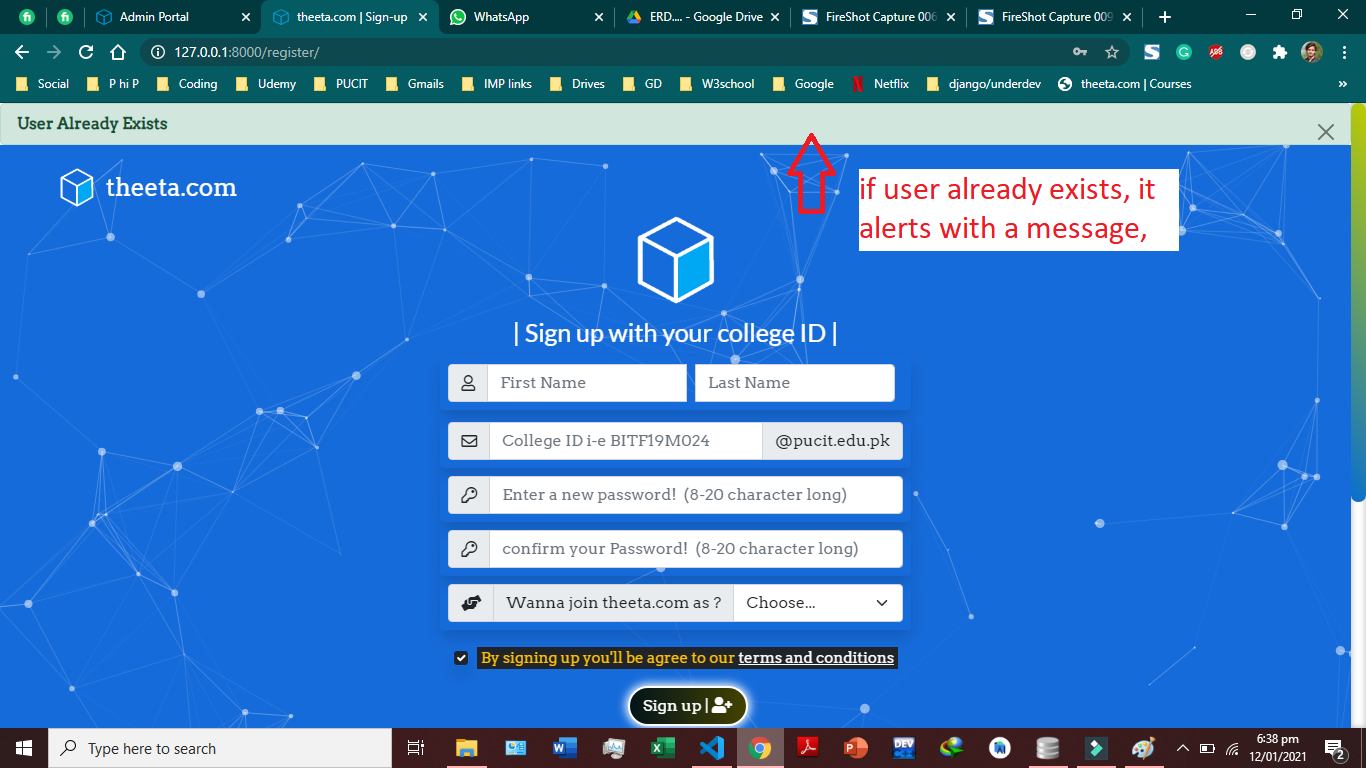 Admin Portal
theeta.com | Sign-up
WhatsApp
ERD.... - Google Drive
FireShot Capture 006
FireShot Capture 009
127.0.0.1:8000/register/
Social
P hi P
Coding
Udemy
PUCIT
Gmails
IMP links
Drives
GD
W3school
Google
Netflix
django/underdev
theeta.com | Courses
»
User Already Exists
theeta.com
if user already exists, it
alerts with a message,
| Sign up with your college ID |
First Name
Last Name
College ID i-e BITF19M024
@pucit.edu.pk
Enter a new password! (8-20 character long)
confirm your Password! (8-20 character long)
Wanna join theeta.com as ?
Choose...
By signing up you'll be agree to our terms and conditions
Sign up |
Type here to search
6:38 pm
12/01/2021
2